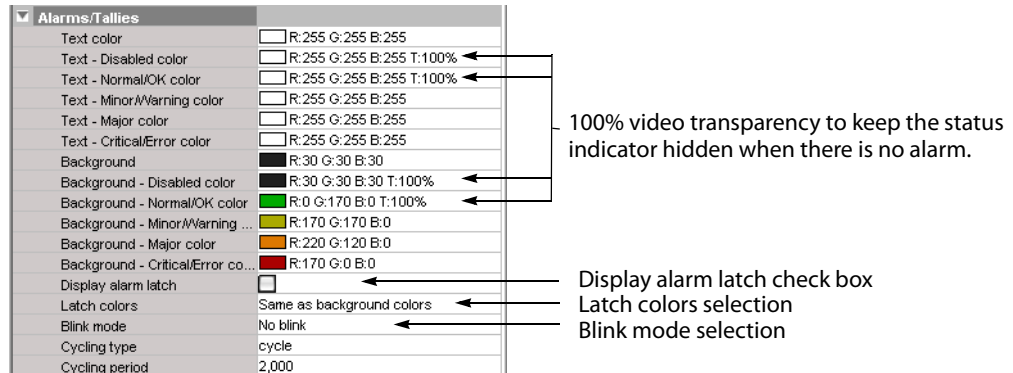 Alarms/Tallies
Text color R:255 G:255 B:255
Text - Disabled color R:255 G:255 B:255 T:100%
Text - Normal/OK color R:255 G:255 B:255 T:100%
Text - Minor/Warning color R:255 G:255 B:255
Text - Major color R:255 G:255 B:255
Text - Critical/Error color R:255 G:255 B:255
Background R:30 G:30 B:30
Background - Disabled color R:30 G:30 B:30 T:100%
Background - Normal/OK color R:0 G:170 B:0 T:100%
Background - Minor/Warning ... R:170 G:170 B:0
Background - Major color R:220 G:120 B:0
Background - Critical/Error co... R:170 G:0 B:0
Display alarm latch
Latch colors Same as background colors
Blink mode No blink
Cycling type cycle
Cycling period 2,000
100% video transparency to keep the status
indicator hidden when there is no alarm.
Display alarm latch check box
Latch colors selection
Blink mode selection